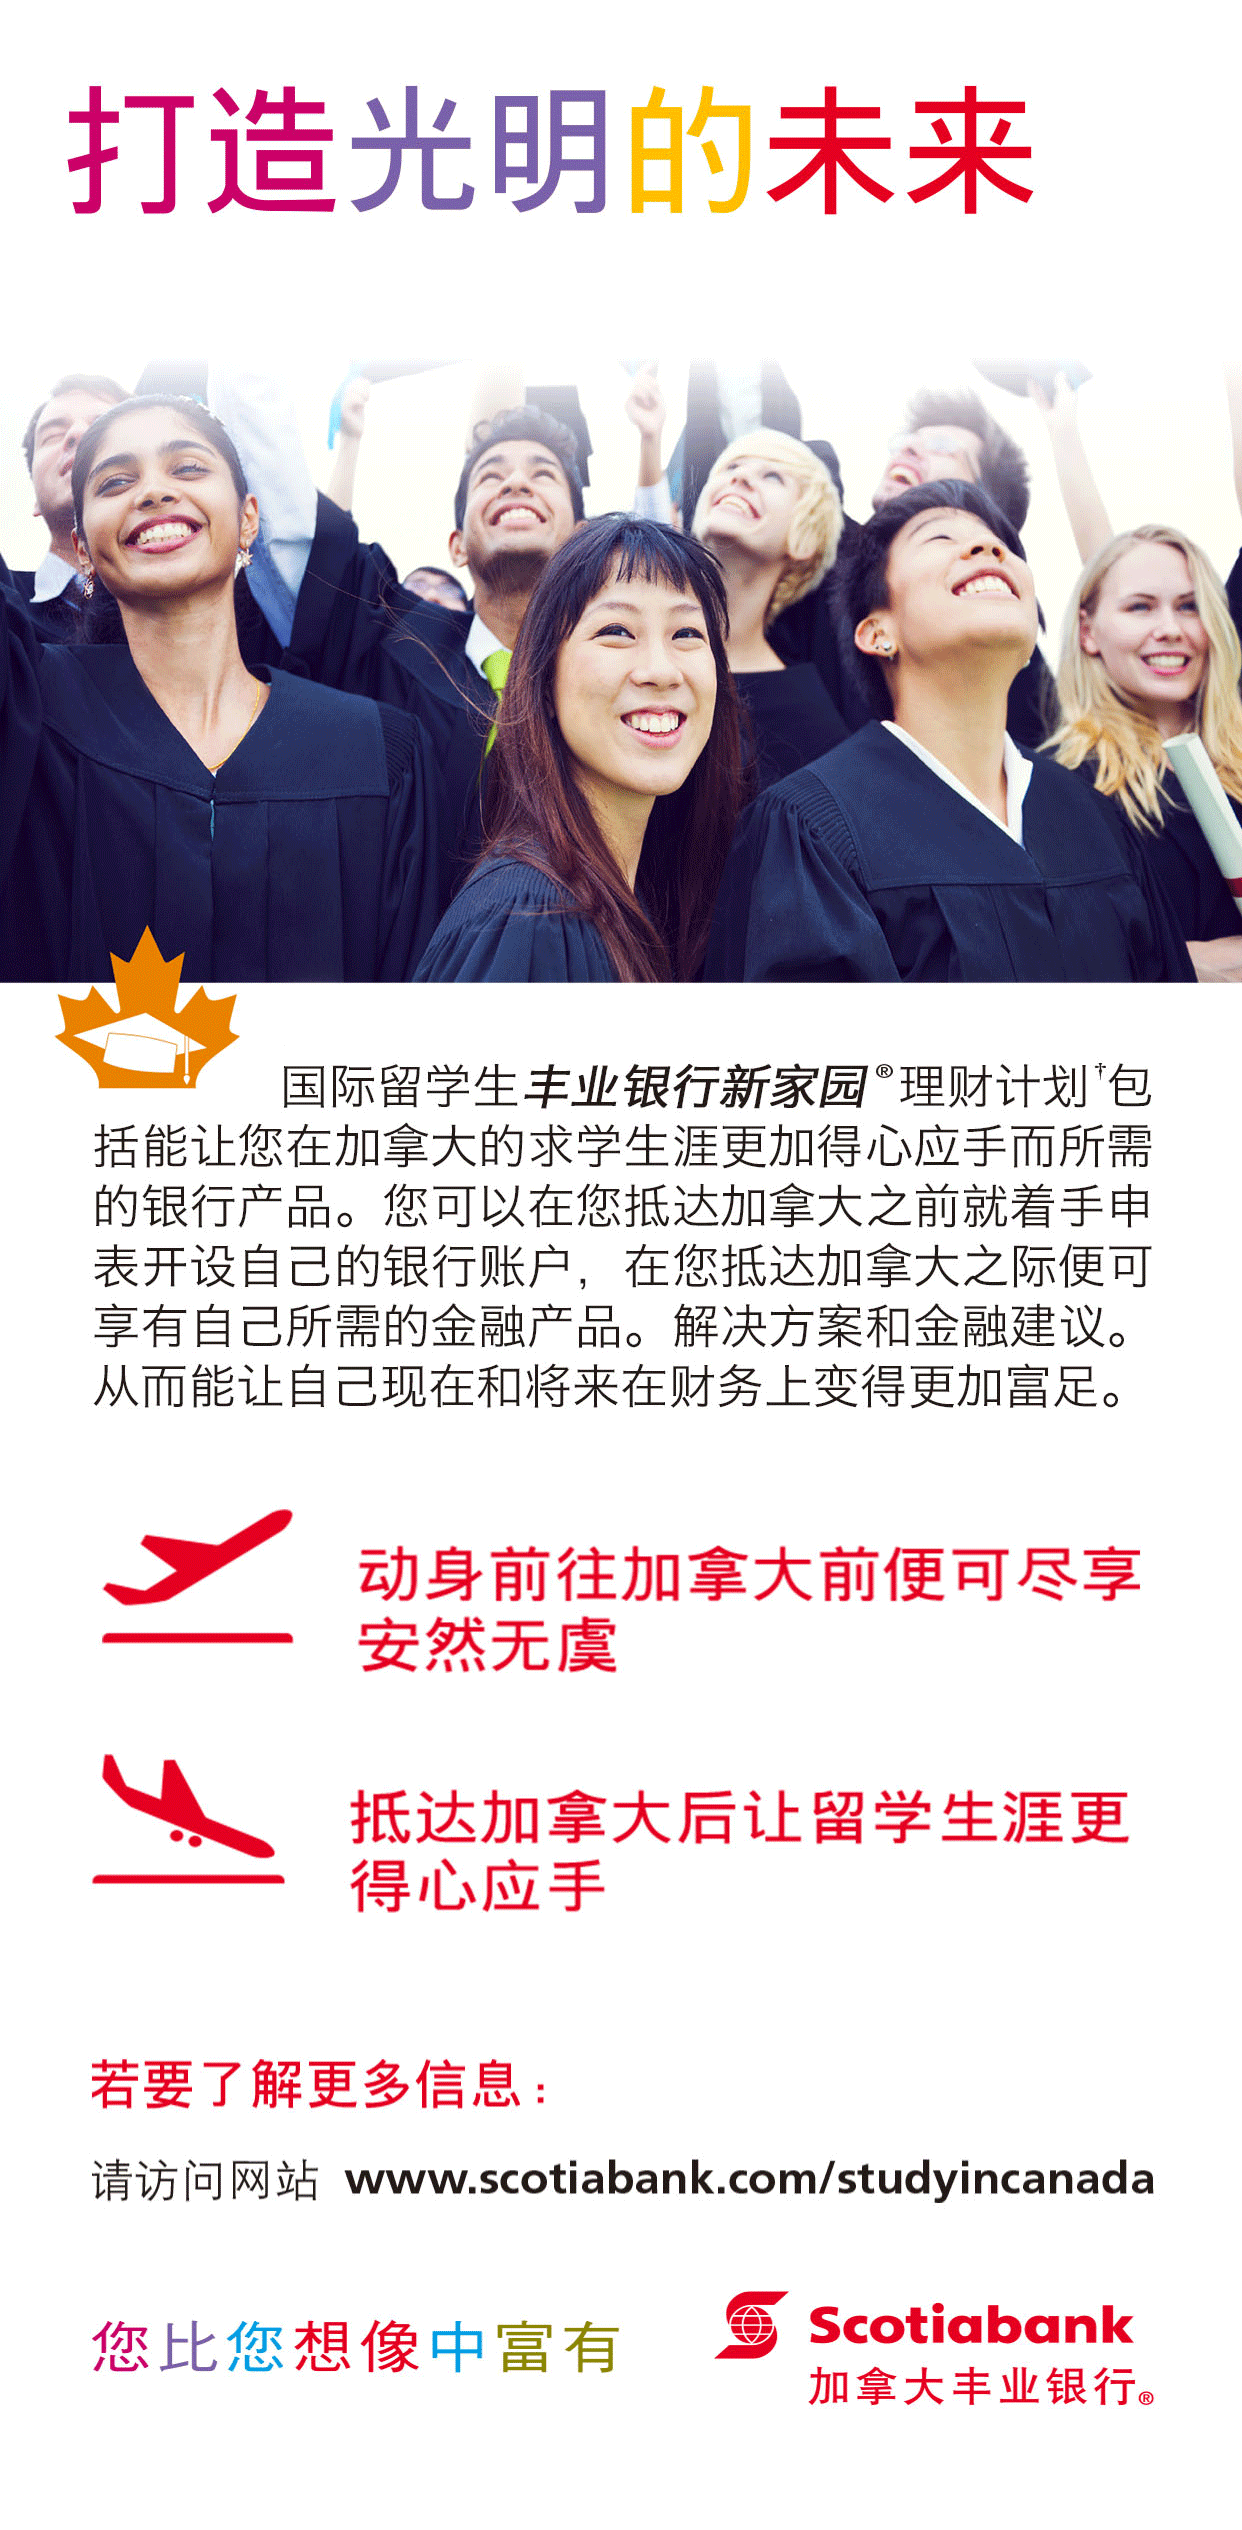 打造光明的未来
国际留学生丰业银行新家园®理财计划†包
括能让您在加拿大的求学生涯更加得心应手而所需
的银行产品。您可以在您抵达加拿大之前就着手申
表开设自己的银行账户，在您抵达加拿大之际便可
享有自己所需的金融产品。解决方案和金融建议。
从而能让自己现在和将来在财务上变得更加富足。
动身前往加拿大前便可尽享
安然无虞
抵达加拿大后让留学生涯更
得心应手
若要了解更多信息：
请访问网站 www.scotiabank.com/studyincanada
您比您想像中富有
Scotiabank
加拿大丰业银行®